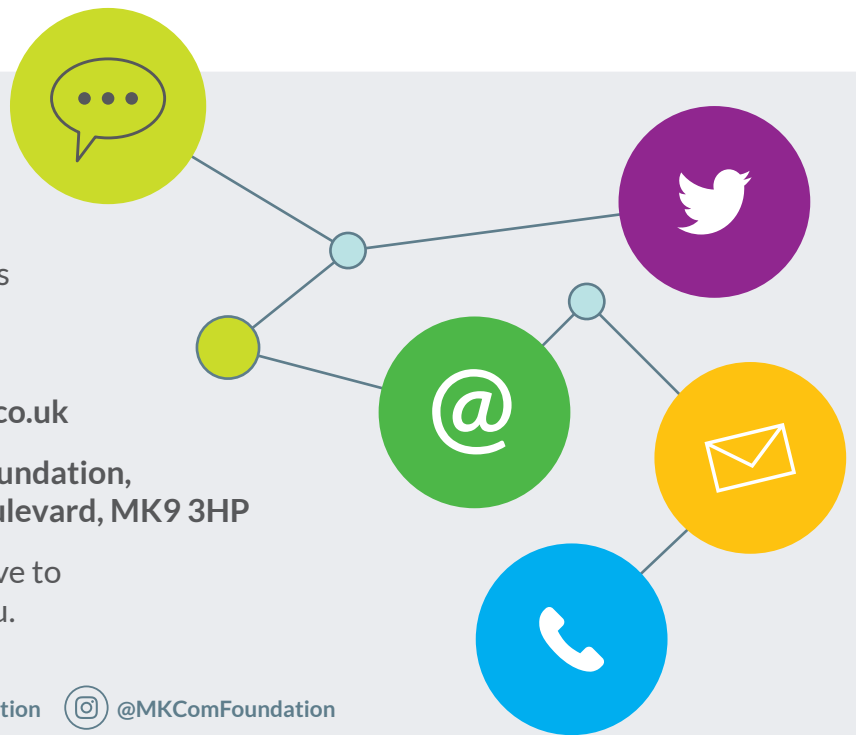 s
co.uk
undation,
ulevard, MK9 3HP
ve to
u.
tion @MKComFoundation
@